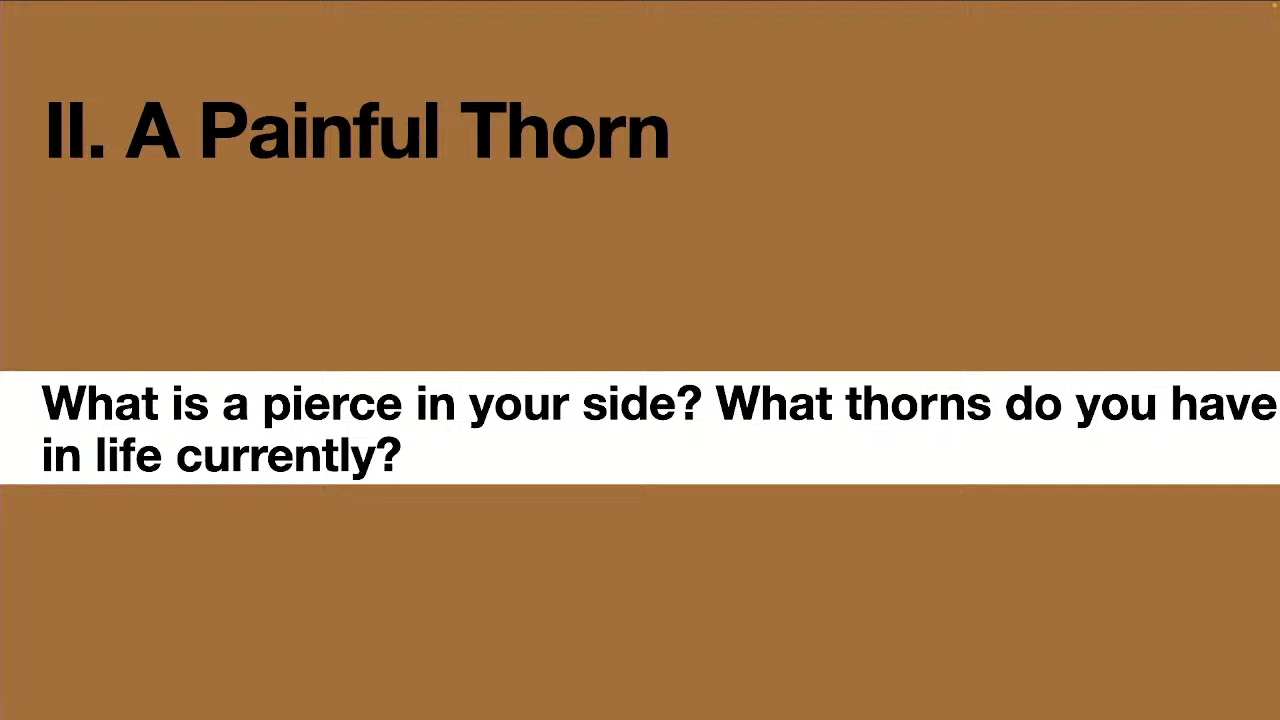 II. A Painful Thorn
What is a pierce in your side? What thorns do you have
in life currently?